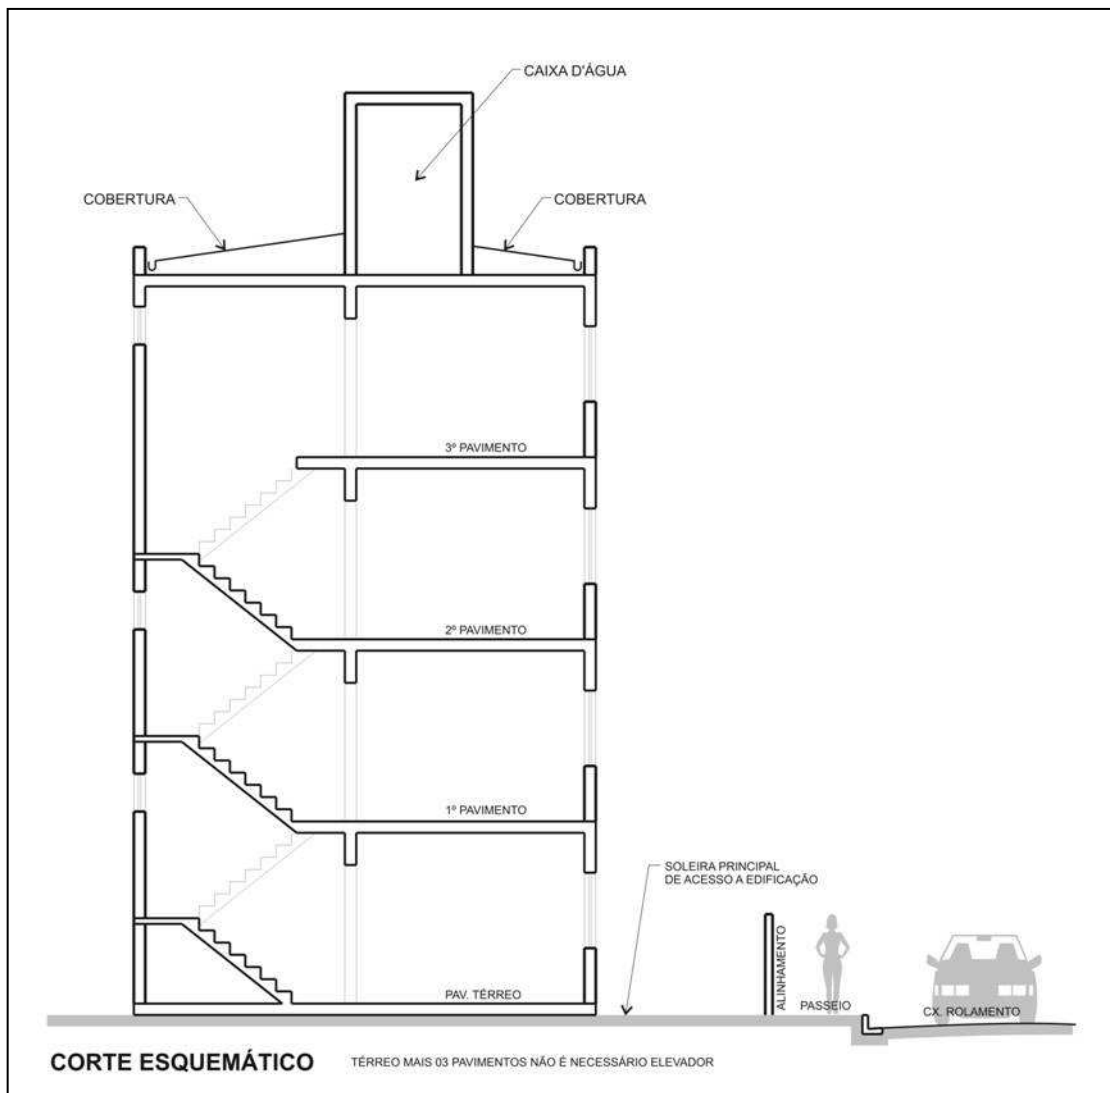 CAIXA D'ÁGUA
COBERTURA
COBERTURA
3º PAVIMENTO
2º PAVIMENTO
1º PAVIMENTO
SOLEIRA PRINCIPAL
DE ACESSO A EDIFICAÇÃO
ALINHAMENTO
PAV. TÉRREO
PASSEIO
CX. ROLAMENTO
CORTE ESQUEMÁTICO
TÉRREO MAIS 03 PAVIMENTOS NÃO É NECESSÁRIO ELEVADOR